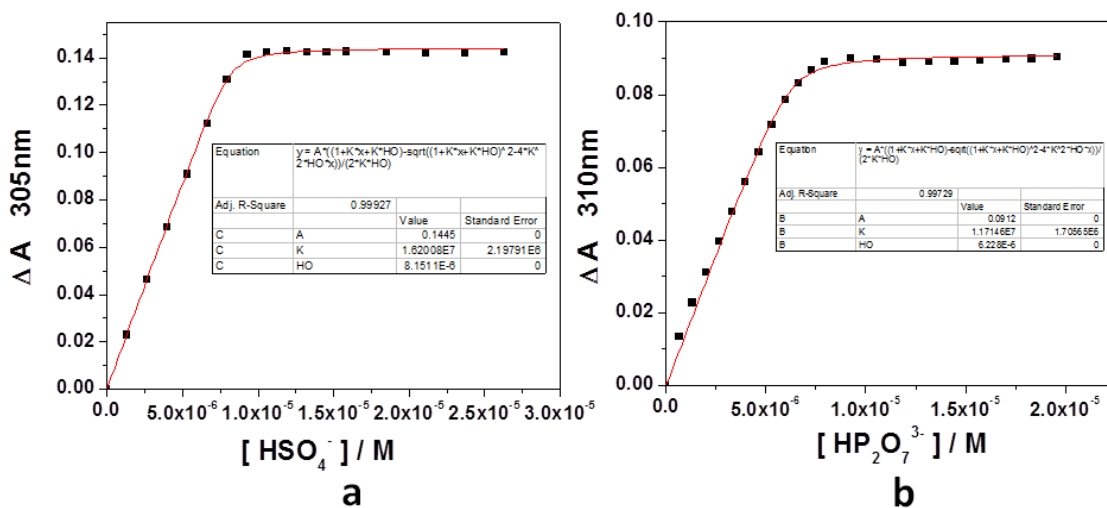 0.14
0.12
0.10
0.08
0.06
0.04
0.02
0.00
Δ A 305nm
Equation y = A*((1+K*x+K*HO)-sqrt((1+K*x+K*HO)^2-4*K^
2*HO*x))/(2*K*HO)
Adj. R-Square 0.99927
Value Standard Error
C A 0.1445 0
C K 1.62008E7 2.19791E6
C HO 8.1511E-6 0
0.0 5.0x10⁻⁶ 1.0x10⁻⁵ 1.5x10⁻⁵ 2.0x10⁻⁵ 2.5x10⁻⁵ 3.0x10⁻⁵
[ HSO₄⁻ ] / M
a
0.10
0.08
0.06
0.04
0.02
0.00
Δ A 310nm
Equation y = A*((1+K*x+K*HO)-sqrt((1+K*x+K*HO)^2-4*K^2*HO*x))/
(2*K*HO)
Adj. R-Square 0.99729
Value Standard Error
B A 0.0912 0
B K 1.17146E7 1.70565E6
B HO 6.228E-6 0
0.0 5.0x10⁻⁶ 1.0x10⁻⁵ 1.5x10⁻⁵ 2.0x10⁻⁵
[ HP₂O₇³⁻ ] / M
b